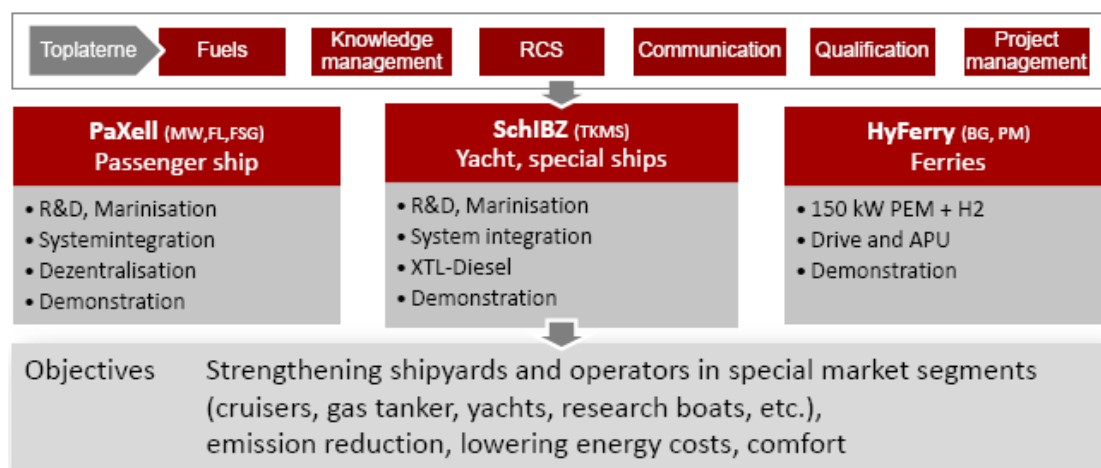 Toplaterne
Fuels
Knowledge
management
RCS
Communication
Qualification
Project
management
PaXell (MW,FL,FSG)
Passenger ship
• R&D, Marinisation
• Systemintegration
• Dezentralisation
• Demonstration
SchIBZ (TKMS)
Yacht, special ships
• R&D, Marinisation
• System integration
• XTL-Diesel
• Demonstration
HyFerry (BG, PM)
Ferries
• 150 kW PEM + H2
• Drive and APU
• Demonstration
Objectives Strengthening shipyards and operators in special market segments
(cruisers, gas tanker, yachts, research boats, etc.),
emission reduction, lowering energy costs, comfort